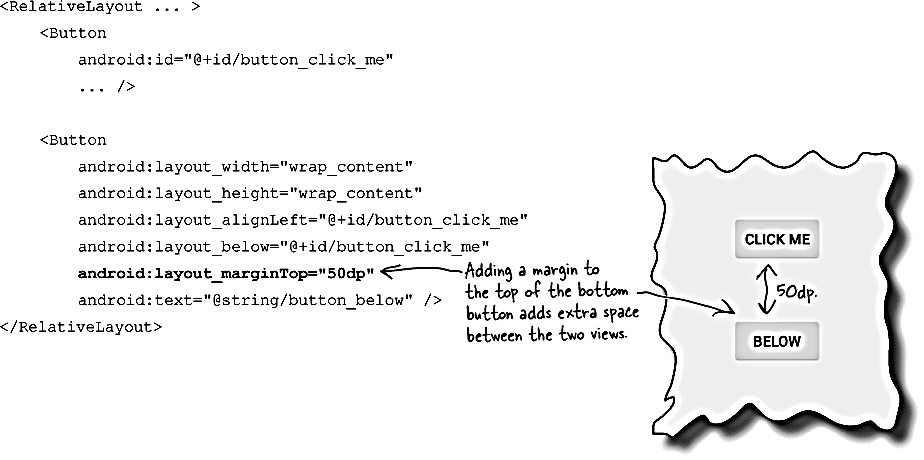 <RelativeLayout ... >
<Button
android:id="@+id/button_click_me"
... />
<Button
android:layout_width="wrap_content"
android:layout_height="wrap_content"
android:layout_alignLeft="@+id/button_click_me"
android:layout_below="@+id/button_click_me"
android:layout_marginTop="50dp"
android:text="@string/button_below" />
</RelativeLayout>
Adding a margin to
the top of the bottom
button adds extra space
between the two views.
CLICK ME
50dp.
BELOW